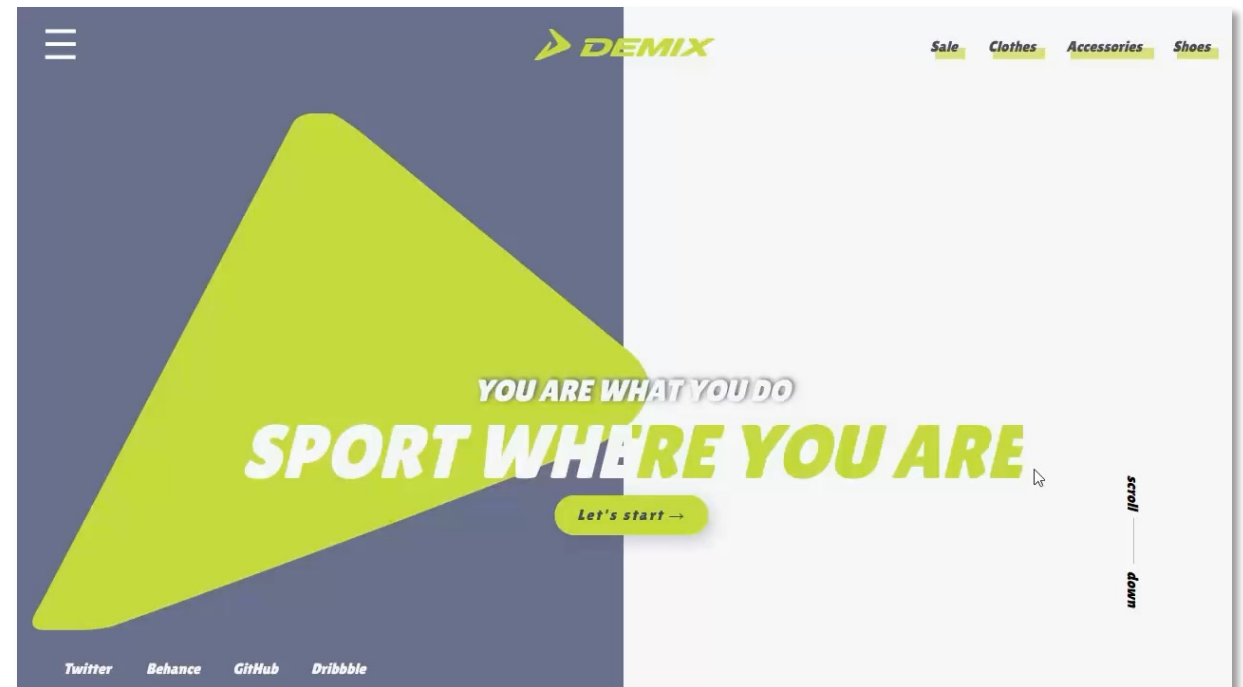 DEMIX
Sale Clothes Accessories Shoes
YOU ARE WHAT YOU DO
SPORT WHERE YOU ARE
Let's start →
scroll
down
Twitter Behance GitHub Dribbble